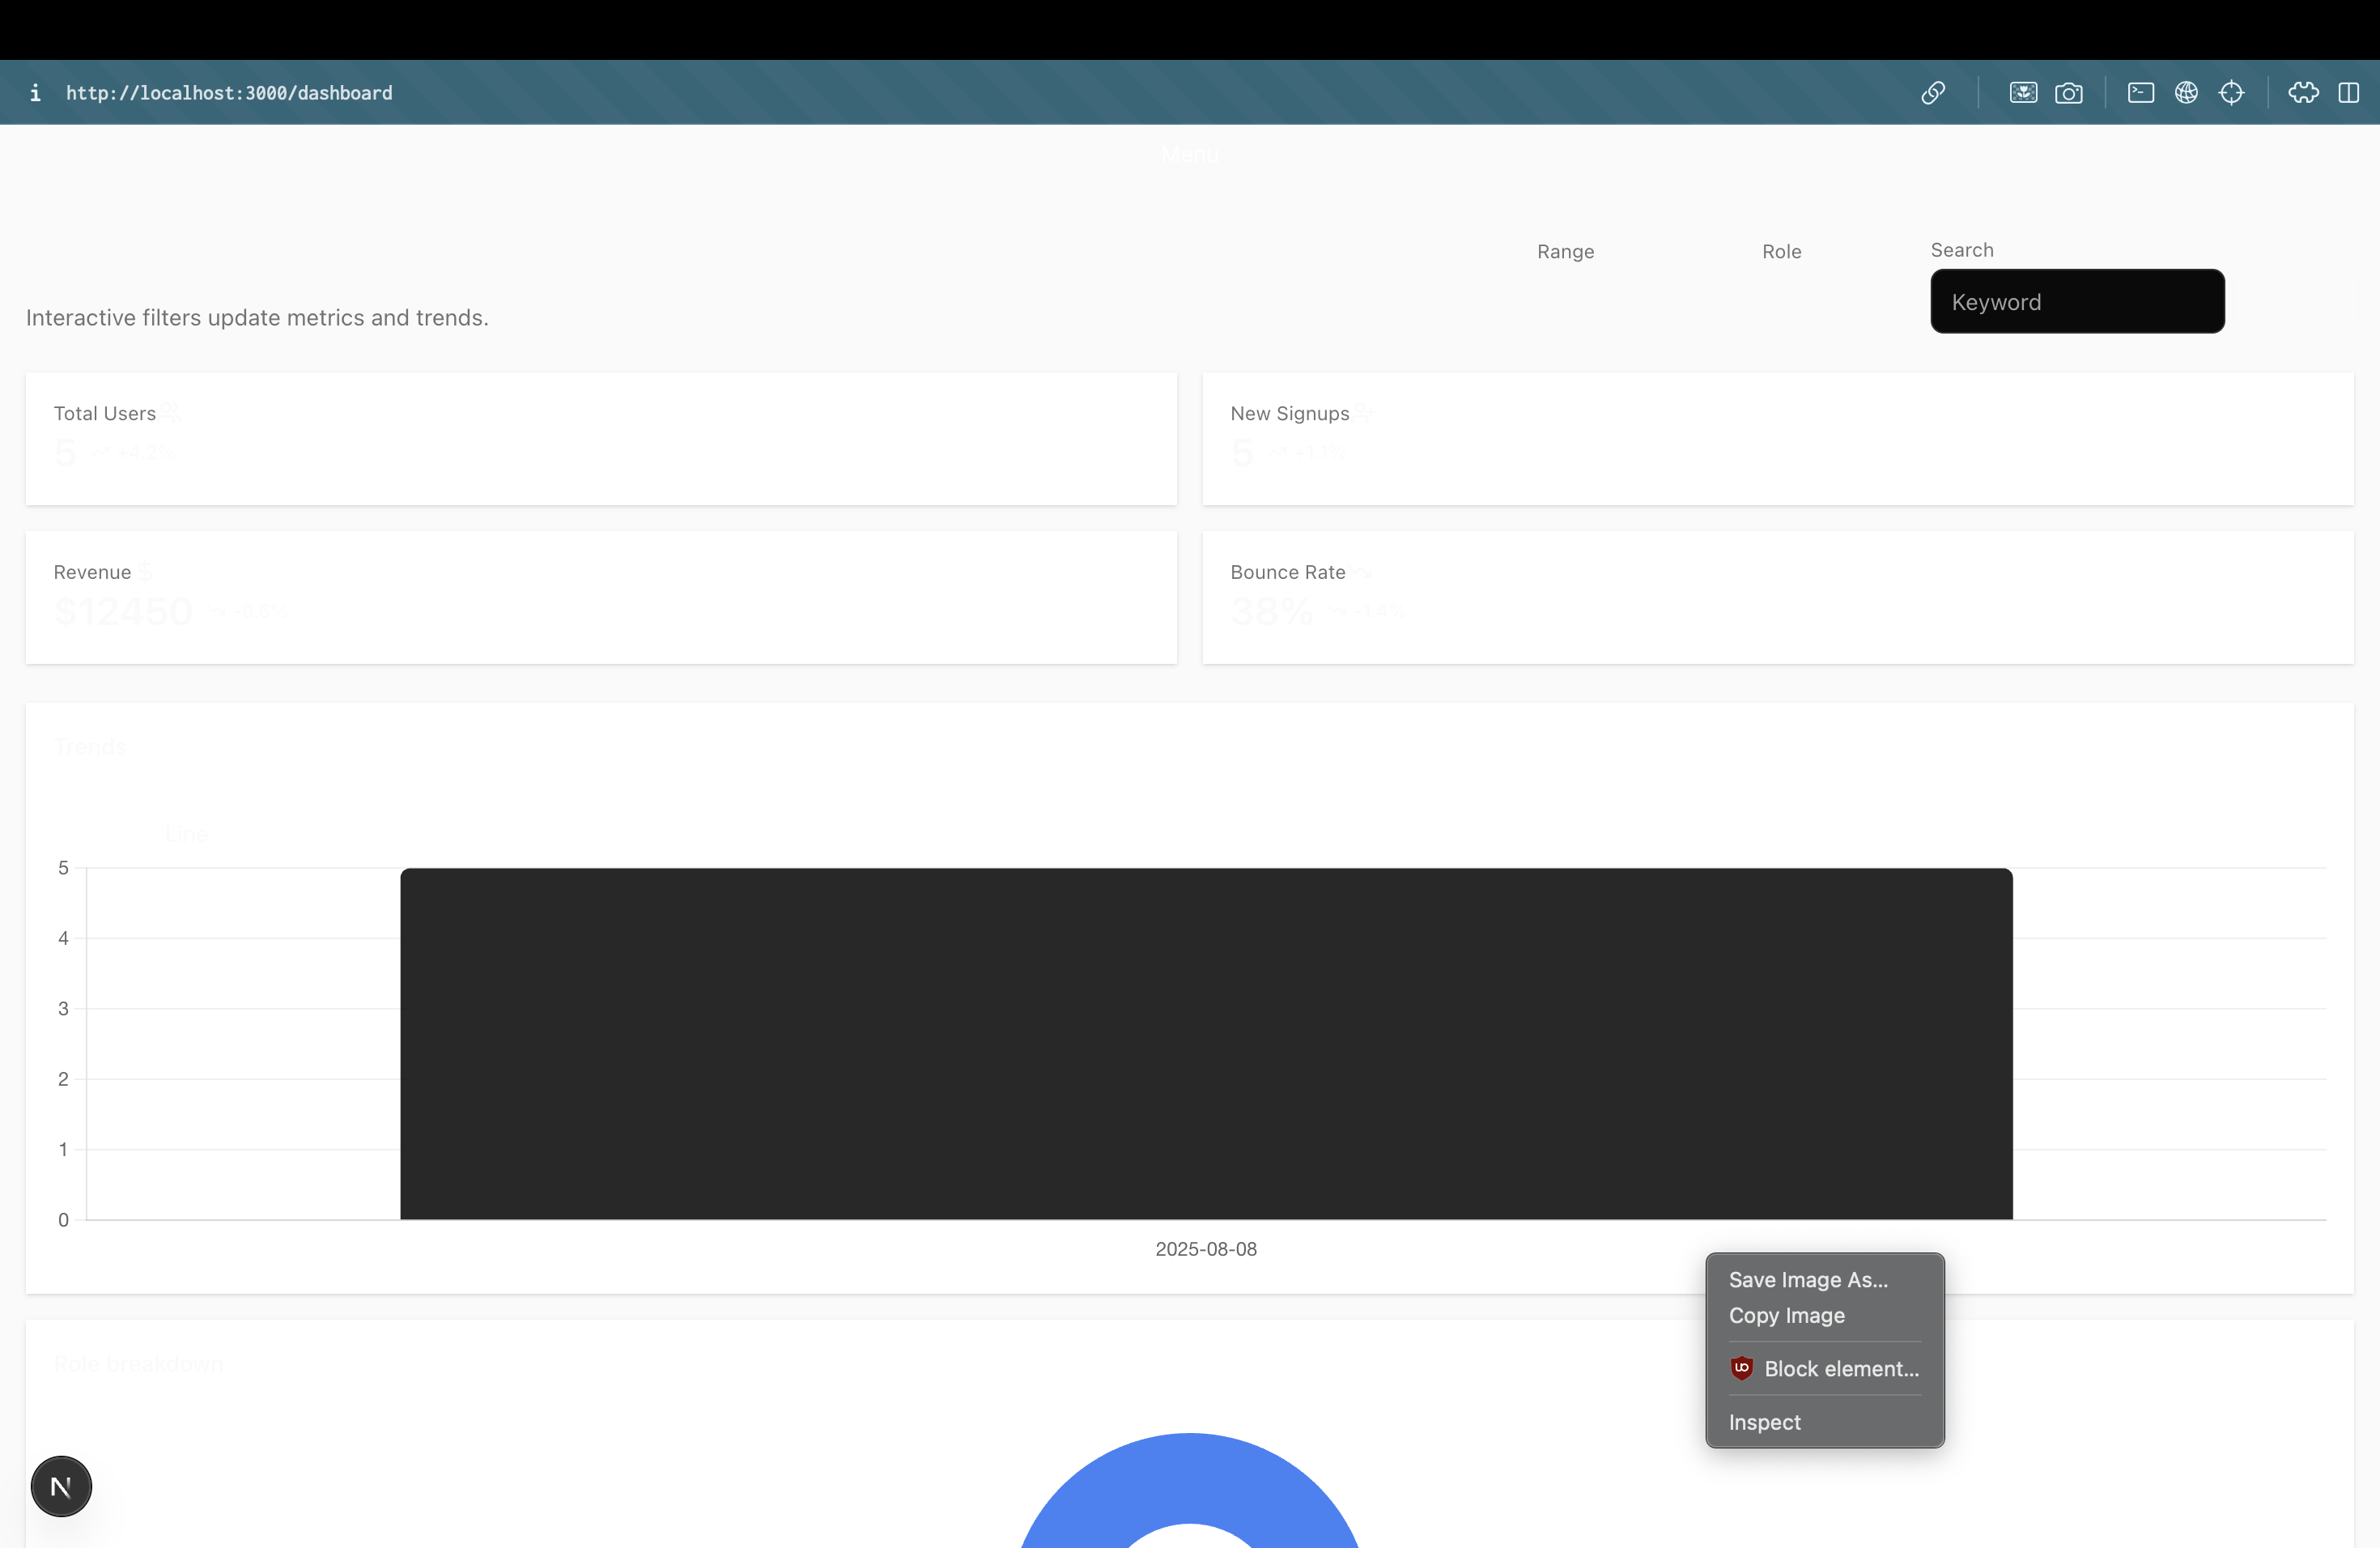 http://localhost:3000/dashboard
Menu
Range
Role
Search
Keyword
Interactive filters update metrics and trends.
Total Users
5 +4.2%
New Signups
5 +1.1%
Revenue
$12450 -0.6%
Bounce Rate
38% -1.4%
Trends
Line
5
4
3
2
1
0
2025-08-08
Save Image As...
Copy Image
Block element...
Inspect
Role breakdown
N